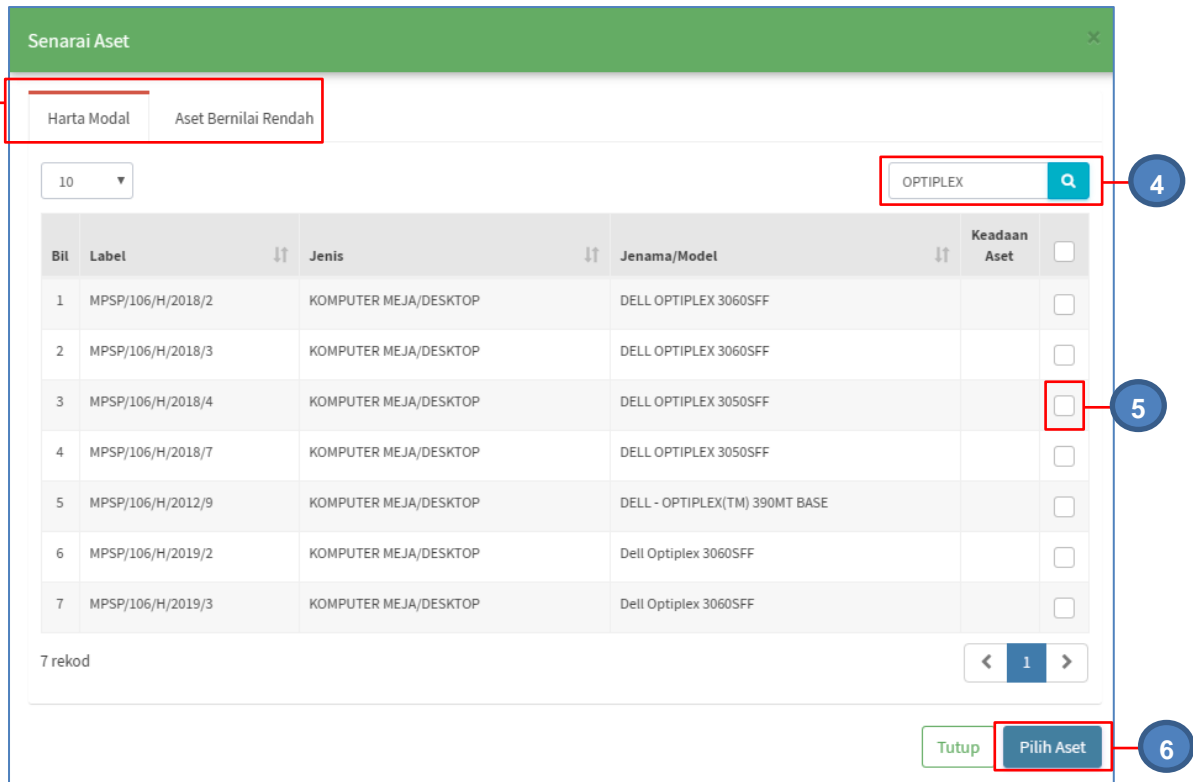 Senarai Aset ×
Harta Modal Aset Bernilai Rendah
10 OPTIPLEX 4
Bil Label Jenis Jenama/Model Keadaan Aset
1 MPSP/106/H/2018/2 KOMPUTER MEJA/DESKTOP DELL OPTIPLEX 3060SFF
2 MPSP/106/H/2018/3 KOMPUTER MEJA/DESKTOP DELL OPTIPLEX 3060SFF
3 MPSP/106/H/2018/4 KOMPUTER MEJA/DESKTOP DELL OPTIPLEX 3050SFF 5
4 MPSP/106/H/2018/7 KOMPUTER MEJA/DESKTOP DELL OPTIPLEX 3050SFF
5 MPSP/106/H/2012/9 KOMPUTER MEJA/DESKTOP DELL - OPTIPLEX(TM) 390MT BASE
6 MPSP/106/H/2019/2 KOMPUTER MEJA/DESKTOP Dell Optiplex 3060SFF
7 MPSP/106/H/2019/3 KOMPUTER MEJA/DESKTOP Dell Optiplex 3060SFF
7 rekod 1
Tutup Pilih Aset 6